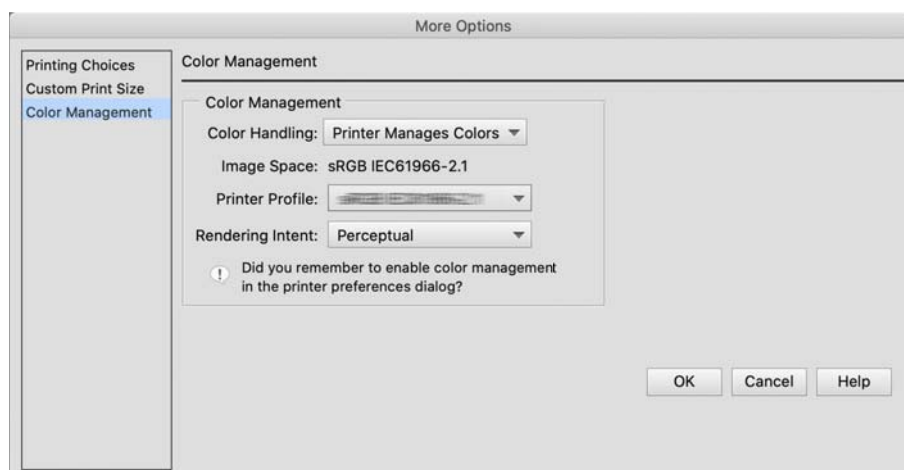 More Options
Printing Choices
Custom Print Size
Color Management
Color Management
Color Management
Color Handling: Printer Manages Colors
Image Space: sRGB IEC61966-2.1
Printer Profile:
Rendering Intent: Perceptual
! Did you remember to enable color management
in the printer preferences dialog?
OK Cancel Help